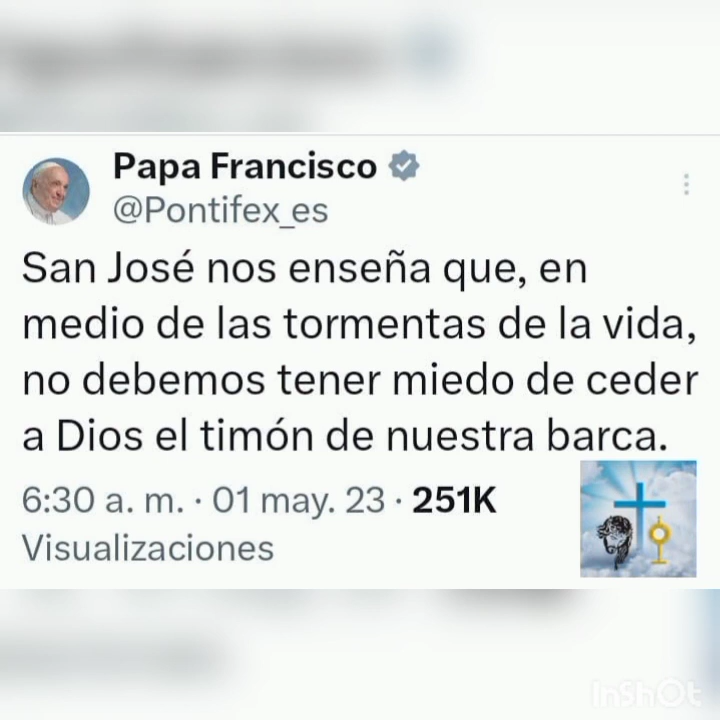 Papa Francisco
@Pontifex_es
San José nos enseña que, en
medio de las tormentas de la vida,
no debemos tener miedo de ceder
a Dios el timón de nuestra barca.
6:30 a. m. · 01 may. 23 · 251K
Visualizaciones
InShOt